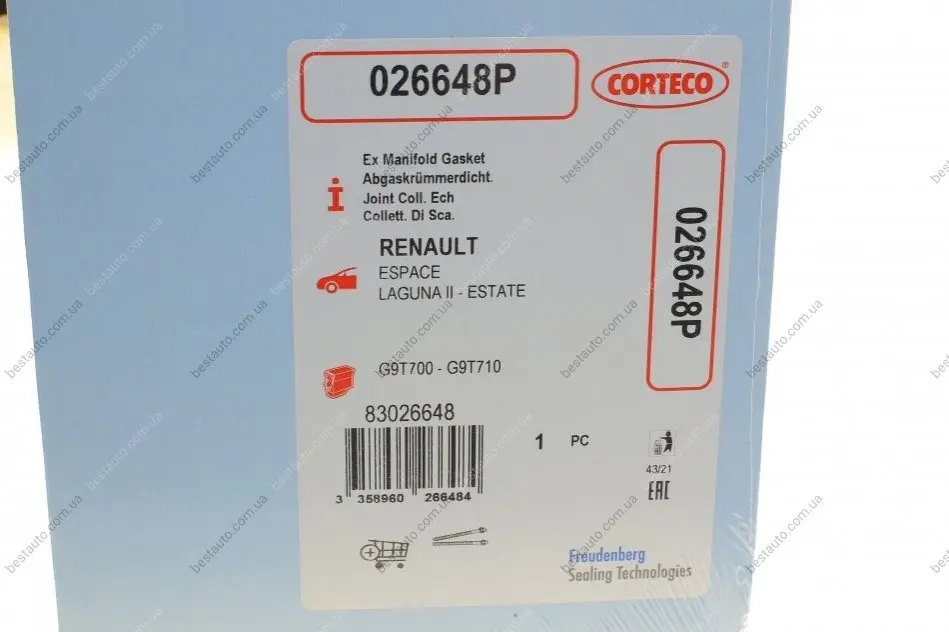 026648P
CORTECO®
Ex Manifold Gasket
Abgaskrümmerdicht.
Joint Coll. Ech
Collett. Di Sca.
RENAULT
ESPACE
LAGUNA II - ESTATE
026648P
G9T700 - G9T710
83026648
3 358960 266484
1 PC
43/21
EAC
Freudenberg
Sealing Technologies
bestauto.com.ua